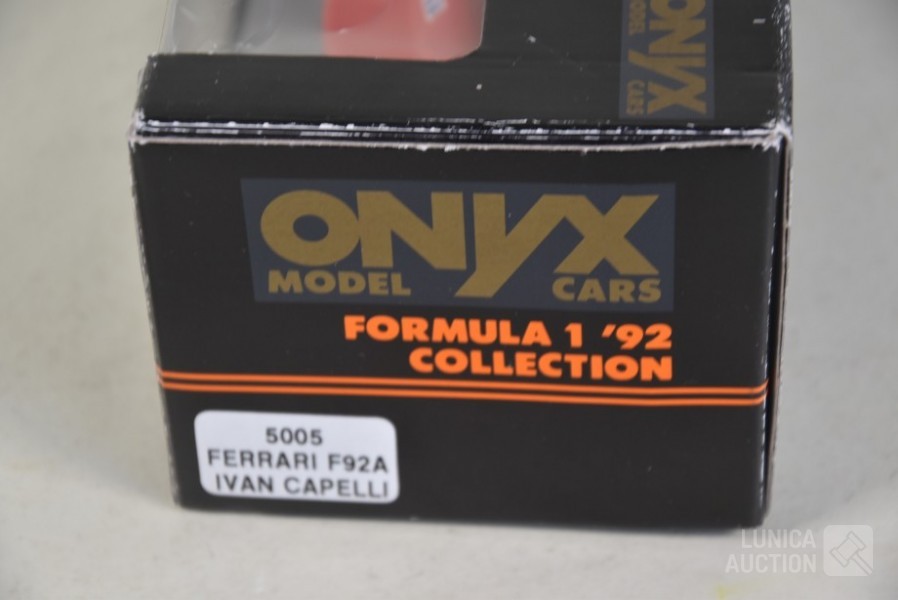 ONYX
MODEL CARS
ONYX
MODEL CARS
FORMULA 1 '92
COLLECTION
5005
FERRARI F92A
IVAN CAPELLI
LUNICA
AUCTION